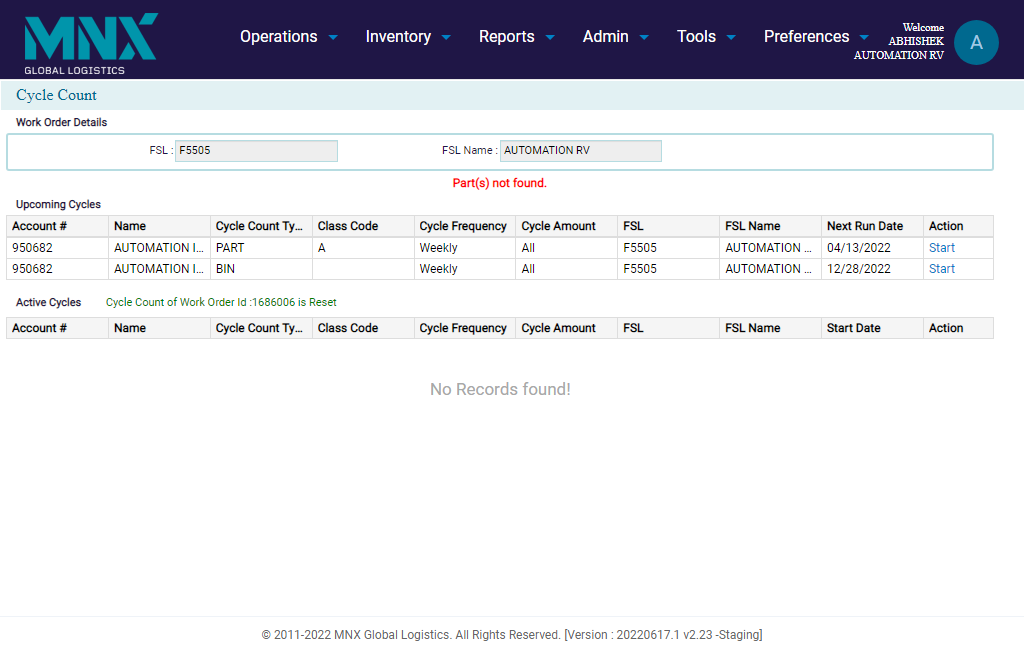 MNX
GLOBAL LOGISTICS
Operations Inventory Reports Admin Tools Preferences
Welcome
ABHISHEK
AUTOMATION RV
A
Cycle Count
Work Order Details
FSL : F5505 FSL Name : AUTOMATION RV
Part(s) not found.
Upcoming Cycles
Account # Name Cycle Count Ty... Class Code Cycle Frequency Cycle Amount FSL FSL Name Next Run Date Action
950682 AUTOMATION I... PART A Weekly All F5505 AUTOMATION ... 04/13/2022 Start
950682 AUTOMATION I... BIN Weekly All F5505 AUTOMATION ... 12/28/2022 Start
Active Cycles Cycle Count of Work Order Id :1686006 is Reset
Account # Name Cycle Count Ty... Class Code Cycle Frequency Cycle Amount FSL FSL Name Start Date Action
No Records found!
© 2011-2022 MNX Global Logistics. All Rights Reserved. [Version : 20220617.1 v2.23 -Staging]